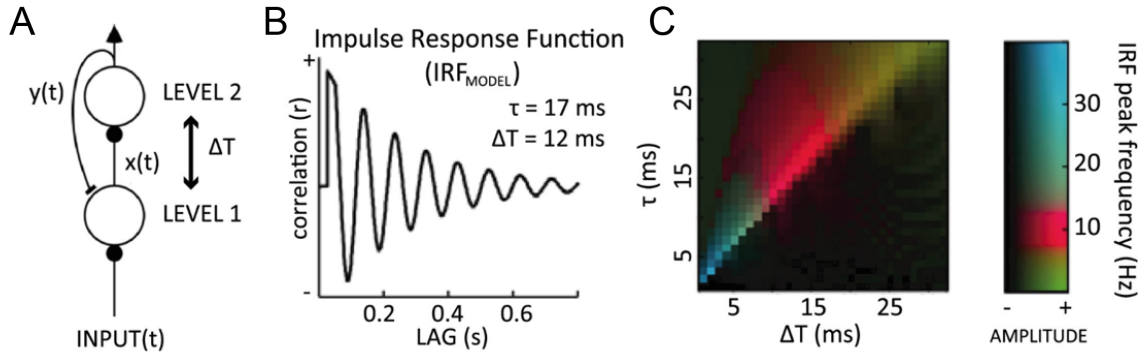 A
y(t)
LEVEL 2
ΔT
x(t)
LEVEL 1
INPUT(t)
B
Impulse Response Function
(IRF_MODEL)
τ = 17 ms
ΔT = 12 ms
+
correlation (r)
-
0.2 0.4 0.6
LAG (s)
C
τ (ms)
25
15
5
5 15 25
ΔT (ms)
30
20
10
IRF peak frequency (Hz)
- +
AMPLITUDE